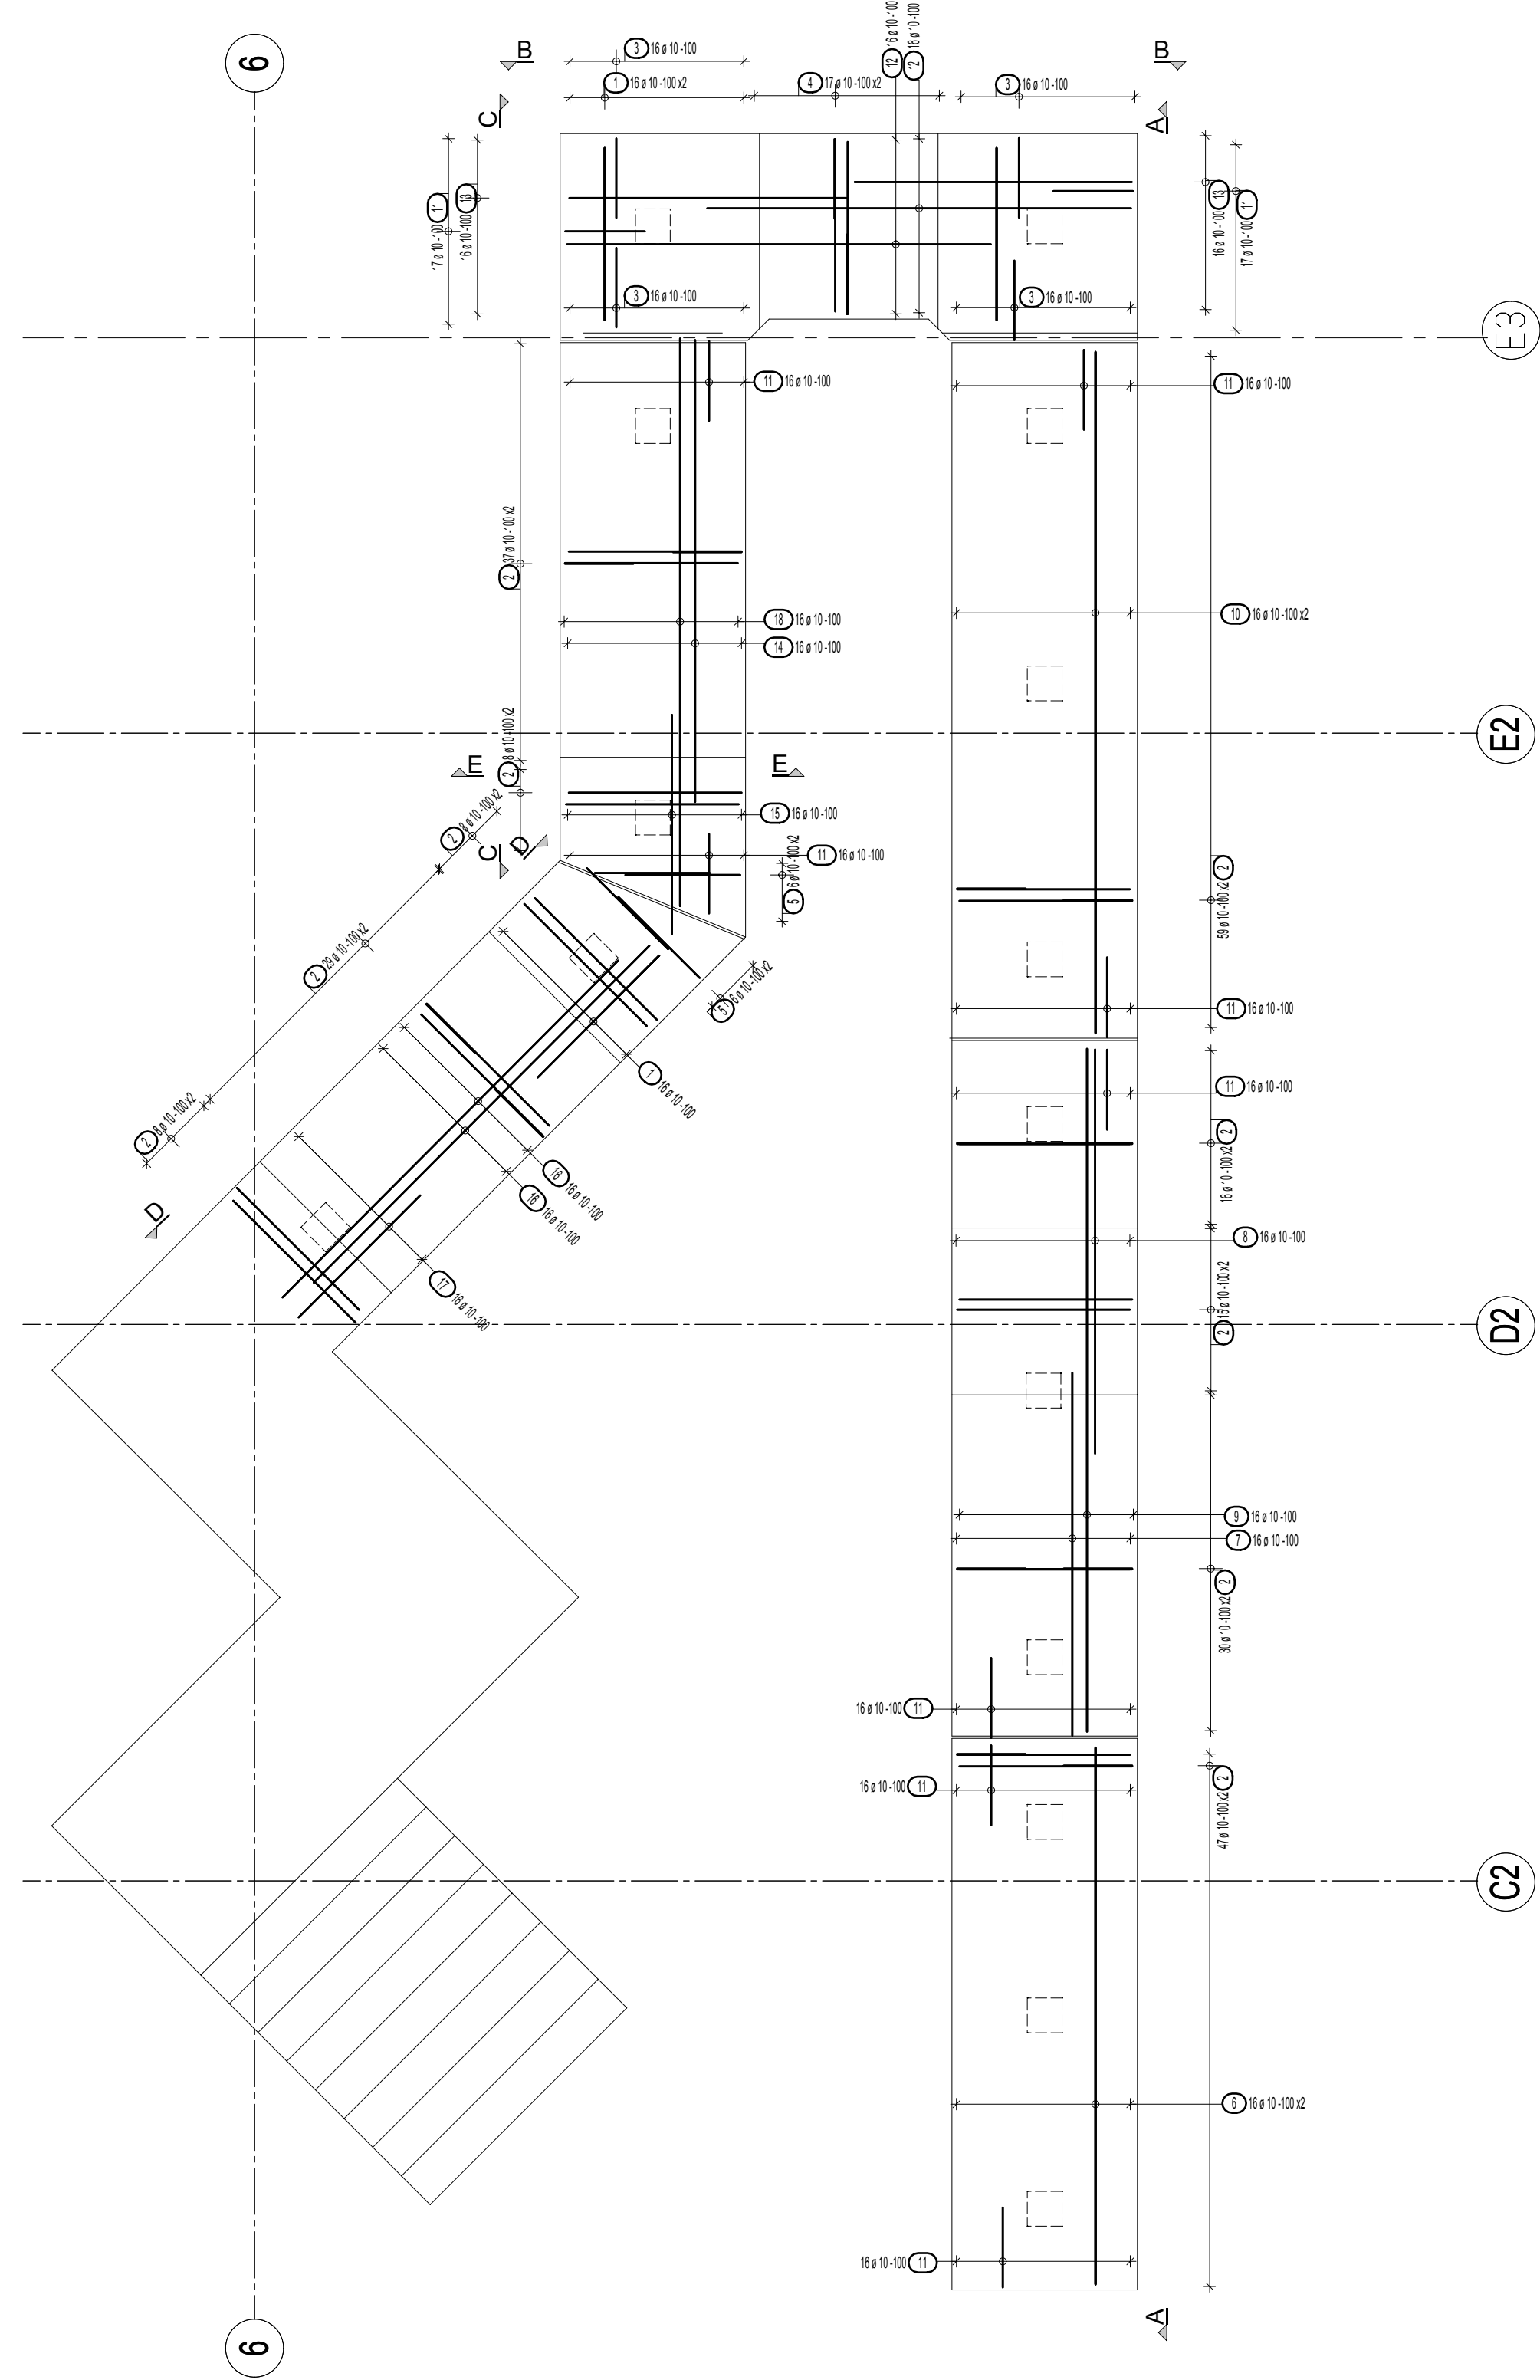 6
B
3 16 ø 10 -100
1 16 ø 10 -100 x2
4 17 ø 10 -100 x2
12 16 ø 10 -100
12 16 ø 10 -100
3 16 ø 10 -100
B
C
A
17 ø 10 -100 11
16 ø 10 -100 13
16 ø 10 -100 13
17 ø 10 -100 11
3 16 ø 10 -100
3 16 ø 10 -100
E3
11 16 ø 10 -100
11 16 ø 10 -100
2 37 ø 10 -100 x2
18 16 ø 10 -100
14 16 ø 10 -100
10 16 ø 10 -100 x2
E2
2 8 ø 10 -100 x2
E
E
2 8 ø 10 -100 x2
C
D
15 16 ø 10 -100
11 16 ø 10 -100
5 6 ø 10 -100 x2
59 ø 10 -100 x2 2
2 29 ø 10 -100 x2
5 6 ø 10 -100 x2
11 16 ø 10 -100
1 16 ø 10 -100
11 16 ø 10 -100
2 8 ø 10 -100 x2
16 ø 10 -100 x2 2
16 16 ø 10 -100
16 16 ø 10 -100
D
8 16 ø 10 -100
17 16 ø 10 -100
2 15 ø 10 -100 x2
D2
9 16 ø 10 -100
7 16 ø 10 -100
30 ø 10 -100 x2 2
16 ø 10 -100 11
16 ø 10 -100 11
47 ø 10 -100 x2 2
C2
6 16 ø 10 -100 x2
16 ø 10 -100 11
A
6